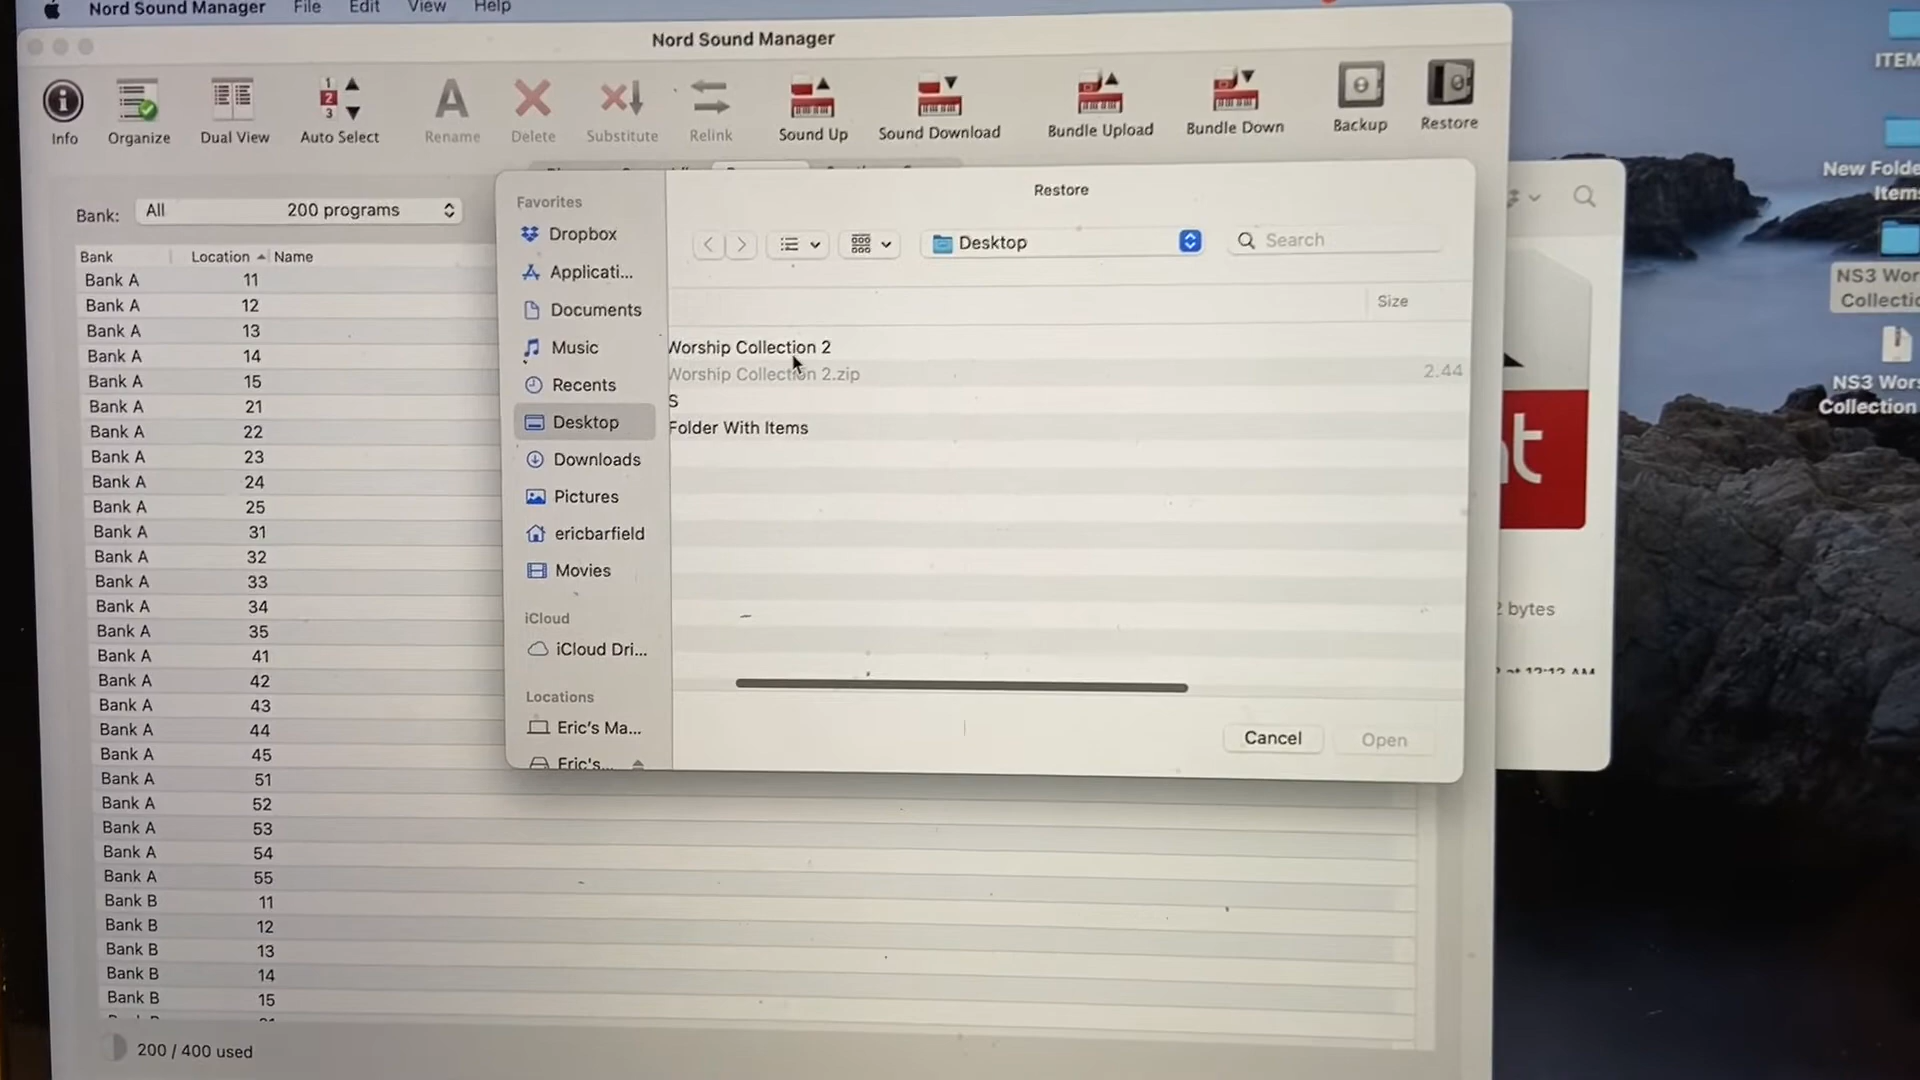 Nord Sound Manager File Edit View Help
Nord Sound Manager
Info Organize Dual View Auto Select Rename Delete Substitute Relink Sound Up Sound Download Bundle Upload Bundle Down Backup Restore
Bank: All 200 programs
Bank Location Name
Bank A 11
Bank A 12
Bank A 13
Bank A 14
Bank A 15
Bank A 21
Bank A 22
Bank A 23
Bank A 24
Bank A 25
Bank A 31
Bank A 32
Bank A 33
Bank A 34
Bank A 35
Bank A 41
Bank A 42
Bank A 43
Bank A 44
Bank A 45
Bank A 51
Bank A 52
Bank A 53
Bank A 54
Bank A 55
Bank B 11
Bank B 12
Bank B 13
Bank B 14
Bank B 15
200 / 400 used
Favorites
Dropbox
Applicati...
Documents
Music
Recents
Desktop
Downloads
Pictures
ericbarfield
Movies
iCloud
iCloud Dri...
Locations
Eric's Ma...
Eric's...
Restore
Desktop Search
Size
Worship Collection 2
Worship Collection 2.zip 2.44
S
Folder With Items
Cancel Open
t
2 bytes
ITEM
New Folde
Items
NS3 Wor
Collectio
NS3 Wors
Collection